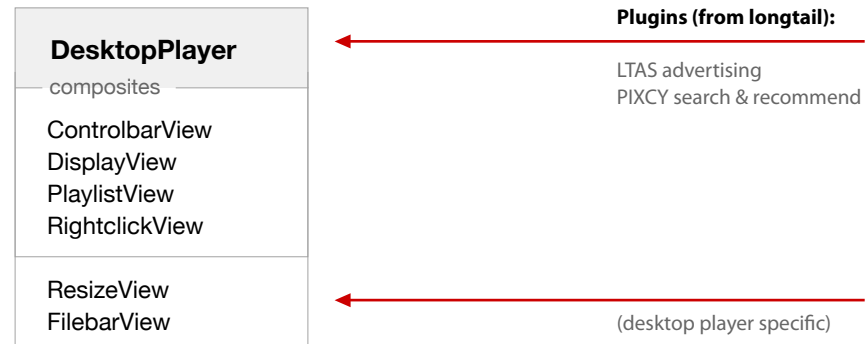 DesktopPlayer
composites
ControlbarView
DisplayView
PlaylistView
RightclickView
ResizeView
FilebarView
Plugins (from longtail):
LTAS advertising
PIXCY search & recommend
(desktop player specific)